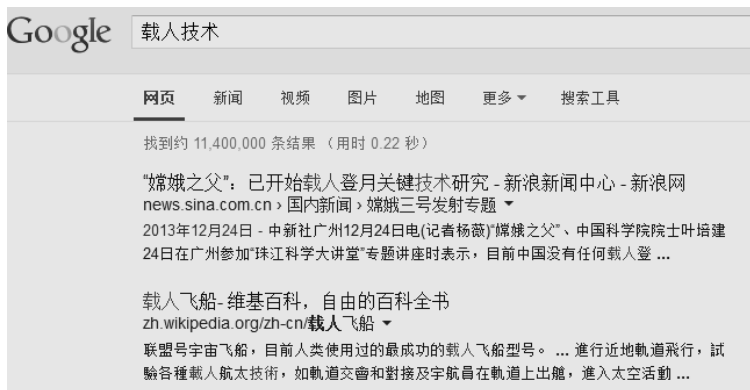 Google 载人技术
网页 新闻 视频 图片 地图 更多 搜索工具
找到约 11,400,000 条结果 （用时 0.22 秒）
“嫦娥之父”：已开始载人登月关键技术研究 - 新浪新闻中心 - 新浪网
news.sina.com.cn › 国内新闻 › 嫦娥三号发射专题
2013年12月24日 - 中新社广州12月24日电(记者杨薇)“嫦娥之父”、中国科学院院士叶培建
24日在广州参加“珠江科学大讲堂”专题讲座时表示，目前中国没有任何载人登 ...
载人飞船- 维基百科，自由的百科全书
zh.wikipedia.org/zh-cn/载人飞船
联盟号宇宙飞船，目前人类使用过的最成功的载人飞船型号。 ... 進行近地軌道飛行，試
驗各種載人航太技術，如軌道交會和對接及宇航員在軌道上出艙，進入太空活動 ...